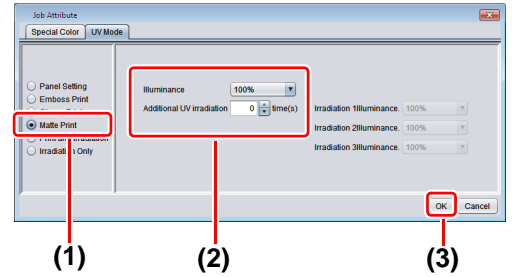 Job Attribute
Special Color UV Mode
Panel Setting
Emboss Print
Matte Print
Irradiation Only
Illuminance 100%
Additional UV irradiation 0 time(s)
Irradiation 1Illuminance. 100%
Irradiation 2Illuminance. 100%
Irradiation 3Illuminance. 100%
OK Cancel
(1) (2) (3)